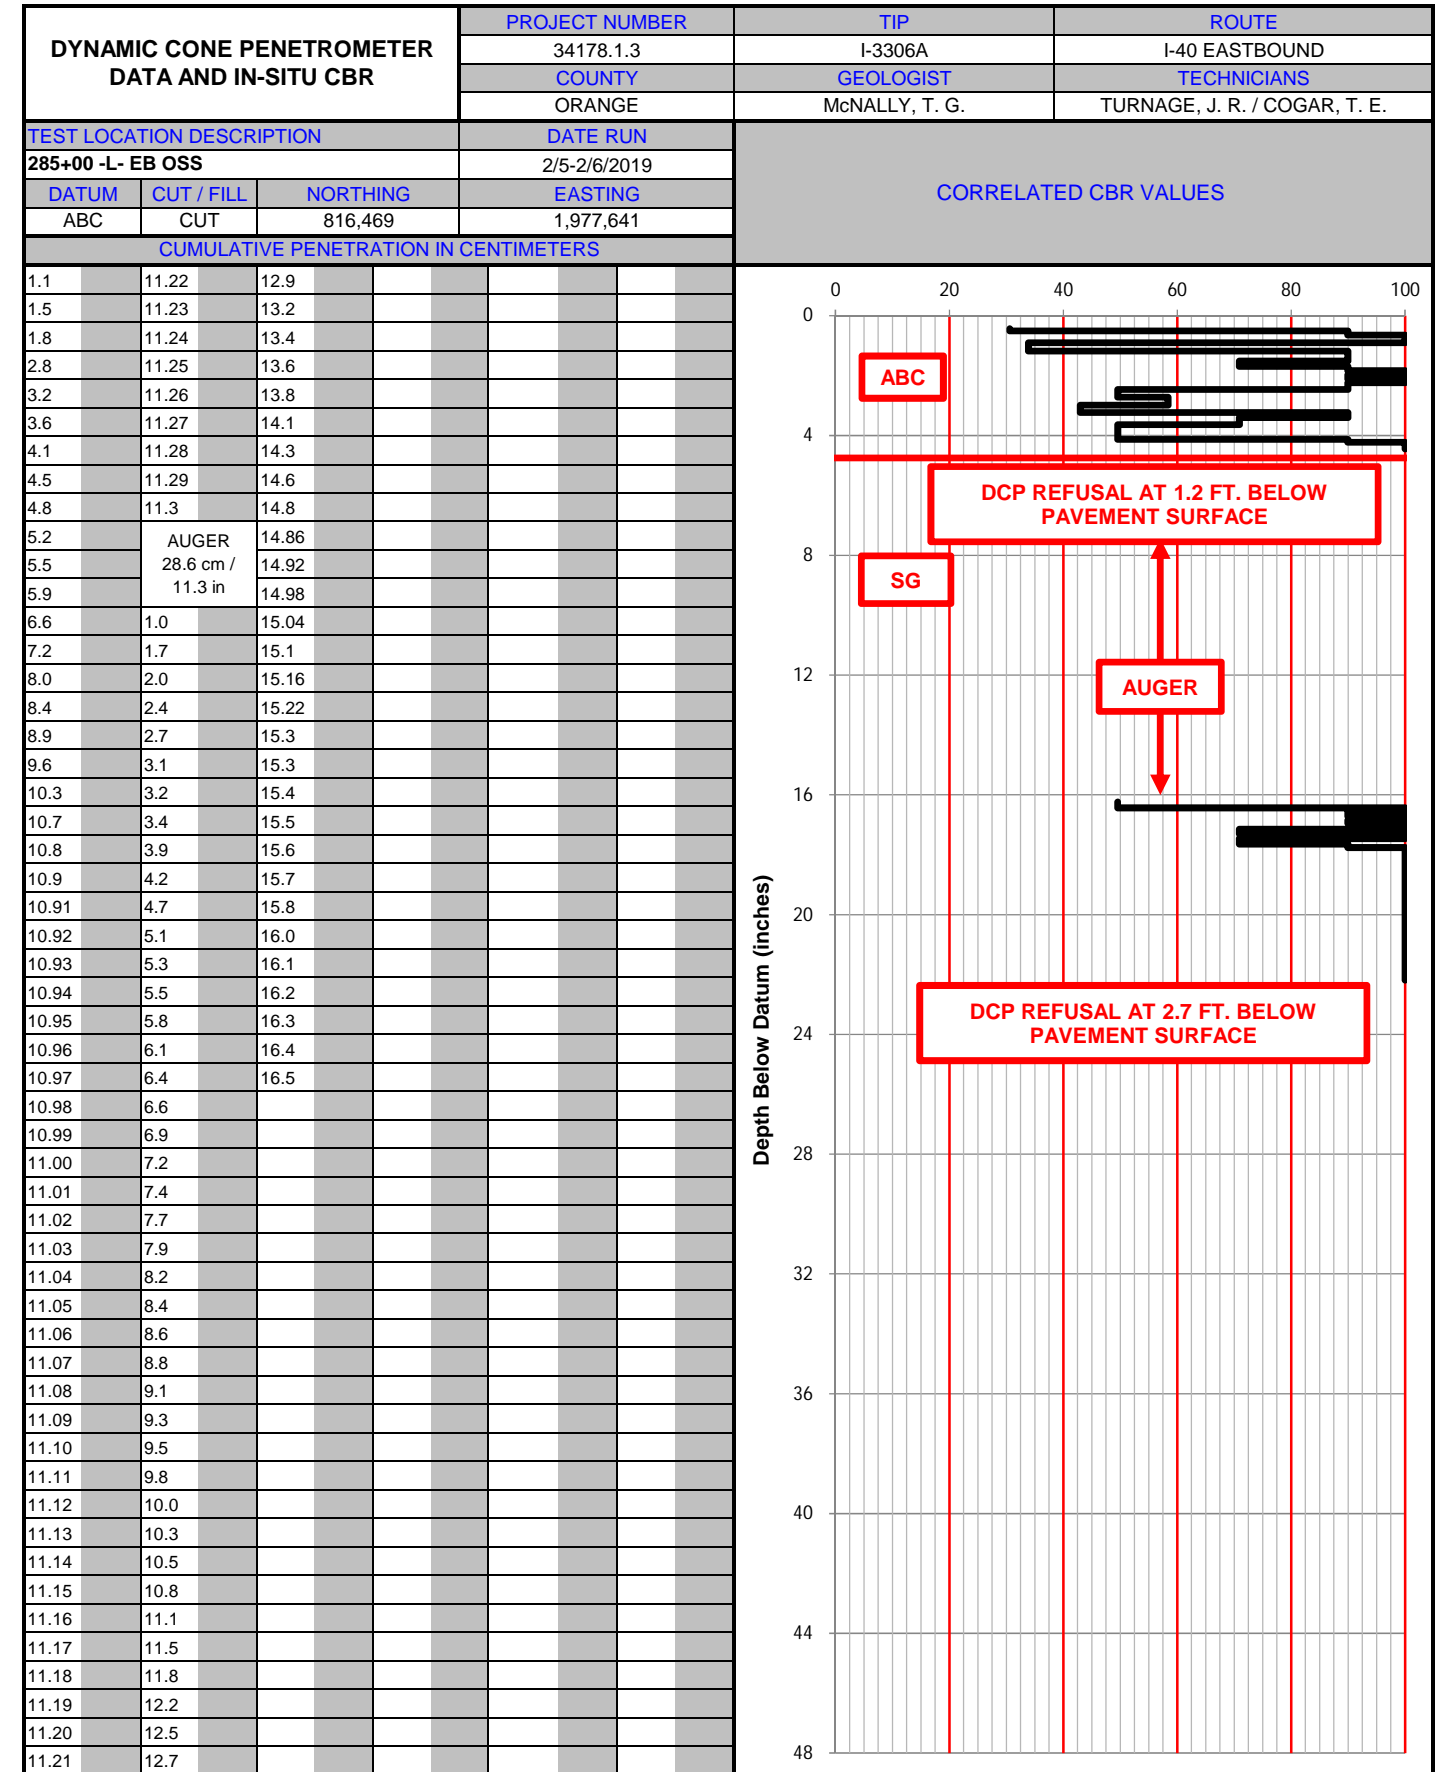 DYNAMIC CONE PENETROMETER
DATA AND IN-SITU CBR
PROJECT NUMBER TIP ROUTE
34178.1.3 I-3306A I-40 EASTBOUND
COUNTY GEOLOGIST TECHNICIANS
ORANGE McNALLY, T. G. TURNAGE, J. R. / COGAR, T. E.
TEST LOCATION DESCRIPTION DATE RUN
285+00 -L- EB OSS 2/5-2/6/2019
DATUM CUT / FILL NORTHING EASTING
ABC CUT 816,469 1,977,641
CUMULATIVE PENETRATION IN CENTIMETERS
CORRELATED CBR VALUES
1.1 11.22 12.9
1.5 11.23 13.2
1.8 11.24 13.4
2.8 11.25 13.6
3.2 11.26 13.8
3.6 11.27 14.1
4.1 11.28 14.3
4.5 11.29 14.6
4.8 11.3 14.8
5.2 AUGER 14.86
5.5 28.6 cm / 14.92
5.9 11.3 in 14.98
6.6 1.0 15.04
7.2 1.7 15.1
8.0 2.0 15.16
8.4 2.4 15.22
8.9 2.7 15.3
9.6 3.1 15.3
10.3 3.2 15.4
10.7 3.4 15.5
10.8 3.9 15.6
10.9 4.2 15.7
10.91 4.7 15.8
10.92 5.1 16.0
10.93 5.3 16.1
10.94 5.5 16.2
10.95 5.8 16.3
10.96 6.1 16.4
10.97 6.4 16.5
10.98 6.6
10.99 6.9
11.00 7.2
11.01 7.4
11.02 7.7
11.03 7.9
11.04 8.2
11.05 8.4
11.06 8.6
11.07 8.8
11.08 9.1
11.09 9.3
11.10 9.5
11.11 9.8
11.12 10.0
11.13 10.3
11.14 10.5
11.15 10.8
11.16 11.1
11.17 11.5
11.18 11.8
11.19 12.2
11.20 12.5
11.21 12.7
0 20 40 60 80 100
0
ABC
4
DCP REFUSAL AT 1.2 FT. BELOW
PAVEMENT SURFACE
8
SG
12
AUGER
16
20
Depth Below Datum (inches)
DCP REFUSAL AT 2.7 FT. BELOW
PAVEMENT SURFACE
24
28
32
36
40
44
48